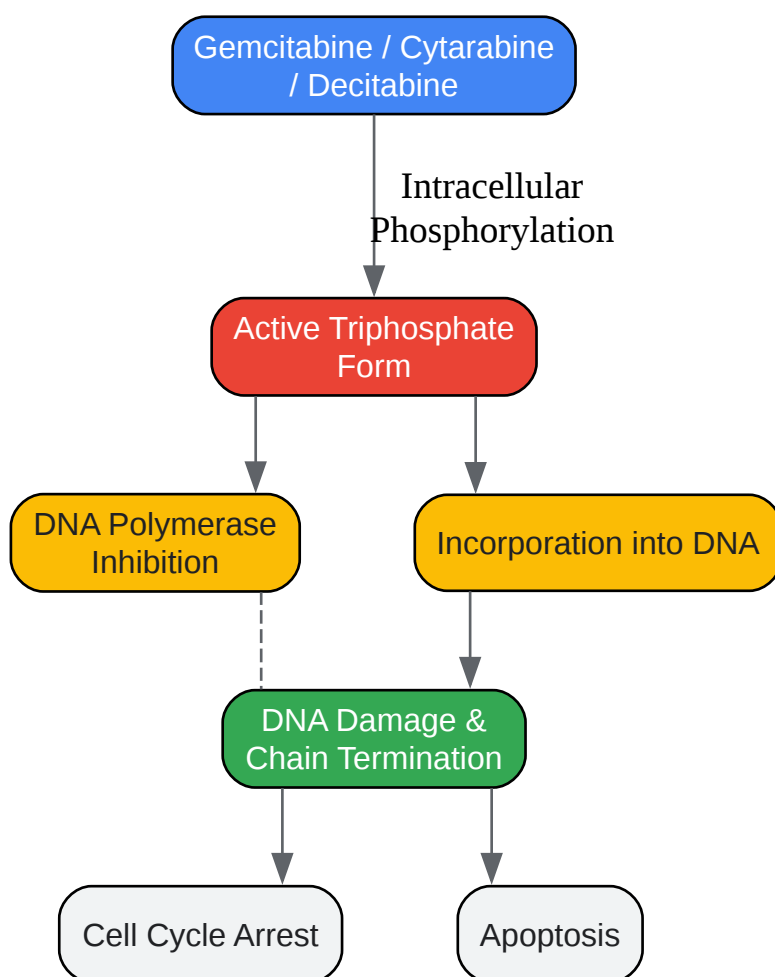 Gemcitabine / Cytarabine
/ Decitabine
Intracellular
Phosphorylation
Active Triphosphate
Form
DNA Polymerase
Inhibition
Incorporation into DNA
DNA Damage &
Chain Termination
Cell Cycle Arrest
Apoptosis